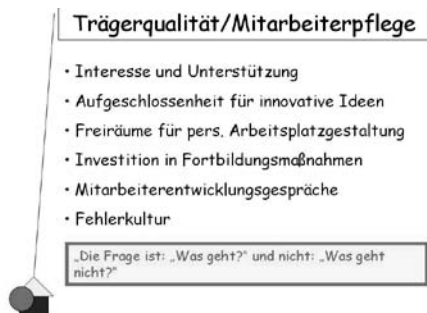 Trägerqualität/Mitarbeiterpflege
• Interesse und Unterstützung
• Aufgeschlossenheit für innovative Ideen
• Freiräume für pers. Arbeitsplatzgestaltung
• Investition in Fortbildungsmaßnahmen
• Mitarbeiterentwicklungsgespräche
• Fehlerkultur
„Die Frage ist: „Was geht?" und nicht: „Was geht
nicht?"